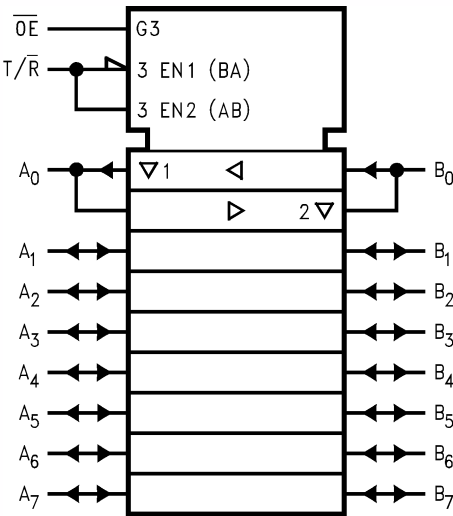 O̅E̅ G3
T/R̅ 3 EN1 (BA)
3 EN2 (AB)
A0 ▽ 1 ◁ B0
▷ 2 ▽
A1 B1
A2 B2
A3 B3
A4 B4
A5 B5
A6 B6
A7 B7